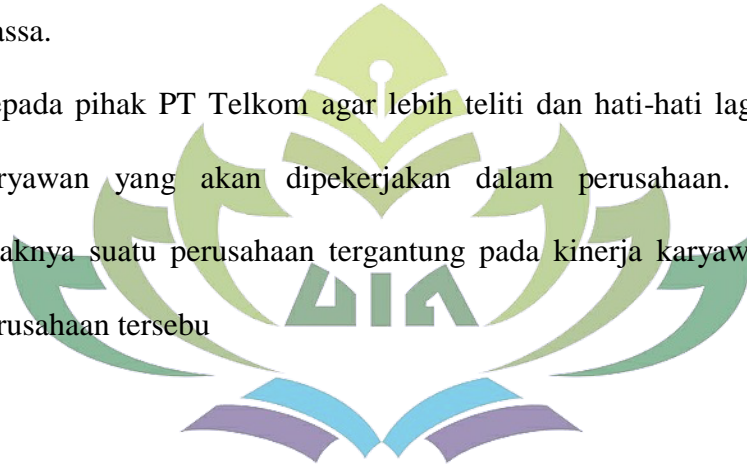 assa.
epada pihak PT Telkom agar lebih teliti dan hati-hati lag
ryawan yang akan dipekerjakan dalam perusahaan.
aknya suatu perusahaan tergantung pada kinerja karyaw
UIN
rusahaan tersebu